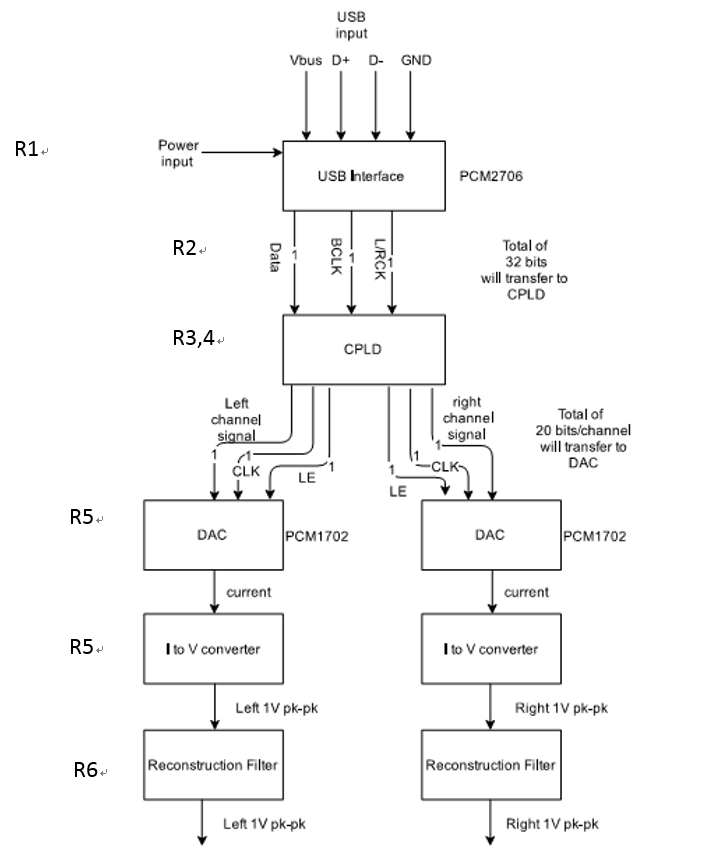 USB
input
Vbus D+ D- GND
R1
Power
input
USB Interface
PCM2706
R2
Data
1
BCLK
1
L/RCK
1
Total of
32 bits
will transfer to
CPLD
R3,4
CPLD
Left
channel
signal
1
1
CLK
1
LE
right
channel
signal
1
1
CLK
1
LE
Total of
20 bits/channel
will transfer to
DAC
R5
DAC
PCM1702
DAC
PCM1702
current
current
R5
I to V converter
I to V converter
Left 1V pk-pk
Right 1V pk-pk
R6
Reconstruction Filter
Reconstruction Filter
Left 1V pk-pk
Right 1V pk-pk